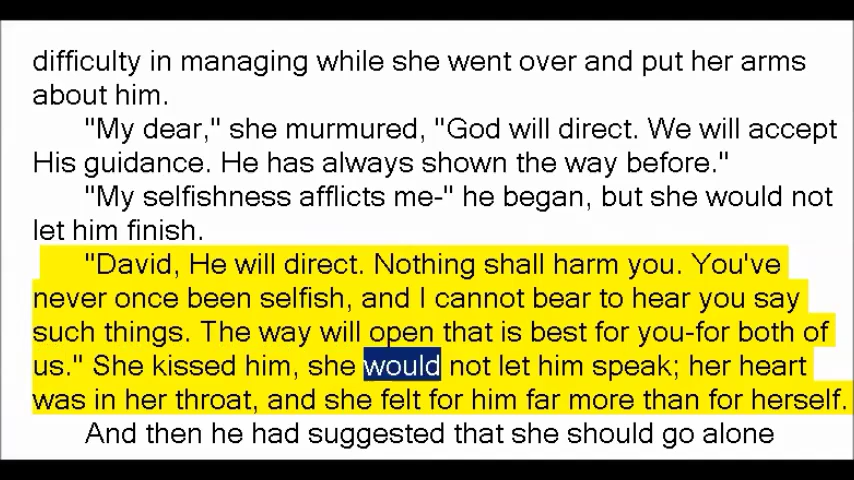 difficulty in managing while she went over and put her arms
about him.
"My dear," she murmured, "God will direct. We will accept
His guidance. He has always shown the way before."
"My selfishness afflicts me-" he began, but she would not
let him finish.
"David, He will direct. Nothing shall harm you. You've
never once been selfish, and I cannot bear to hear you say
such things. The way will open that is best for you-for both of
us." She kissed him, she would not let him speak; her heart
was in her throat, and she felt for him far more than for herself.
And then he had suggested that she should go alone